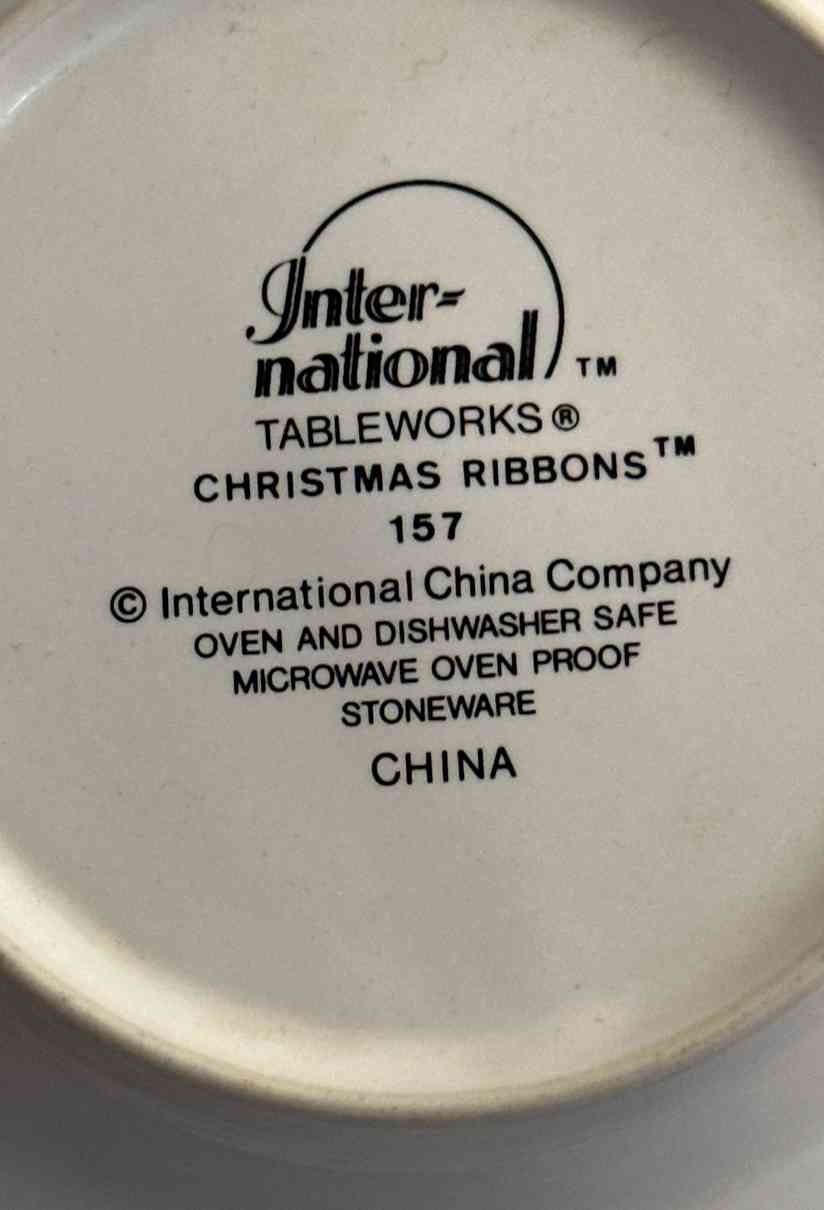 Inter-
national ™
TABLEWORKS®
CHRISTMAS RIBBONS™
157
© International China Company
OVEN AND DISHWASHER SAFE
MICROWAVE OVEN PROOF
STONEWARE
CHINA